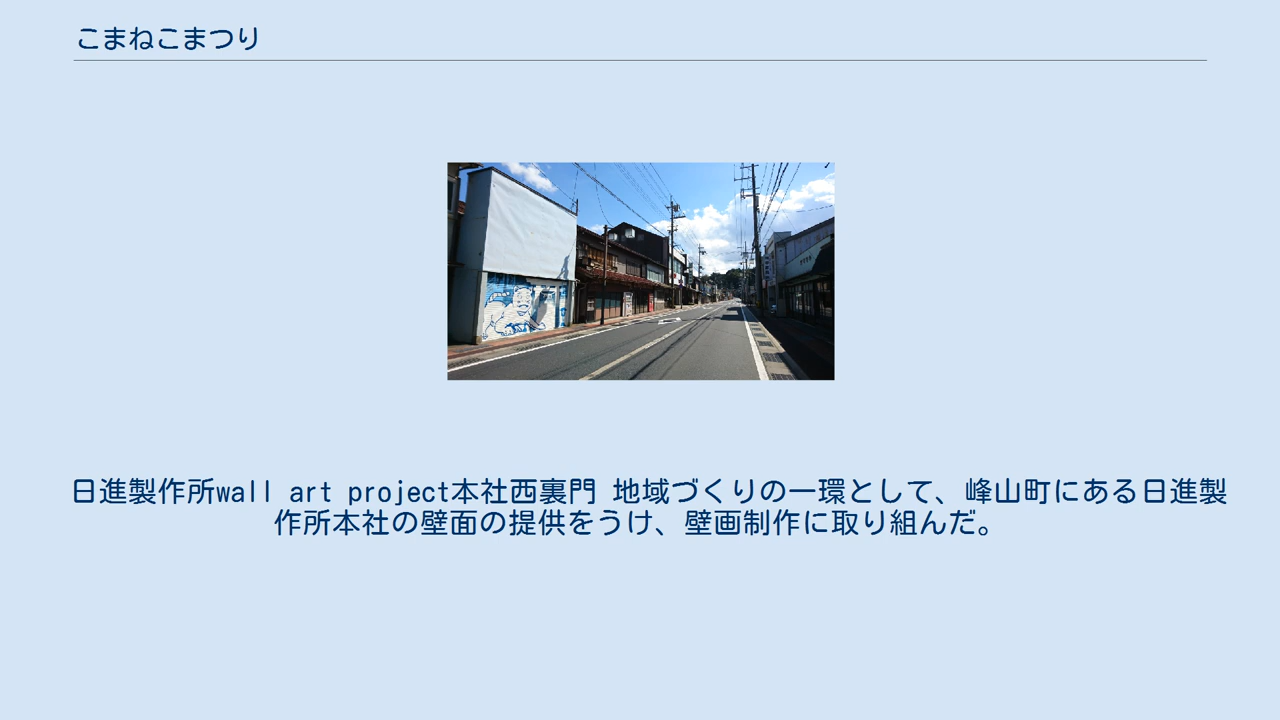 こまねこまつり
日進製作所wall art project本社西裏門 地域づくりの一環として、峰山町にある日進製
作所本社の壁面の提供をうけ、壁画制作に取り組んだ。